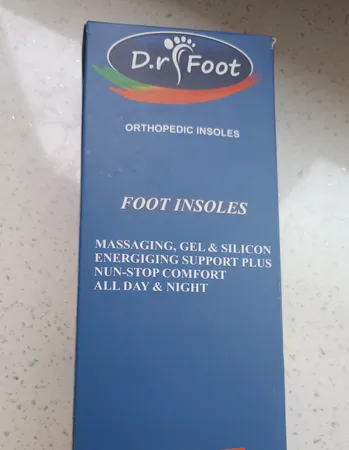 D.r Foot
ORTHOPEDIC INSOLES
FOOT INSOLES
MASSAGING, GEL & SILICON
ENERGIGING SUPPORT PLUS
NUN-STOP COMFORT
ALL DAY & NIGHT